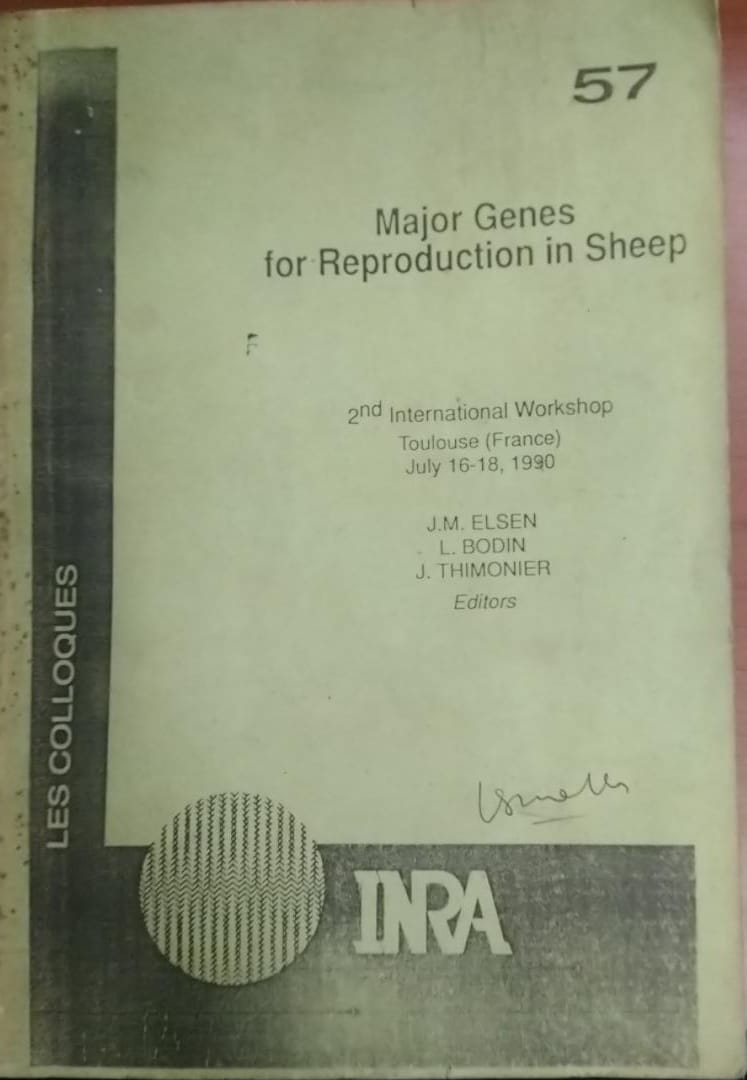 57
Major Genes
for Reproduction in Sheep
2nd International Workshop
Toulouse (France)
July 16-18, 1990
J.M. ELSEN
L. BODIN
J. THIMONIER
Editors
LES COLLOQUES
INRA